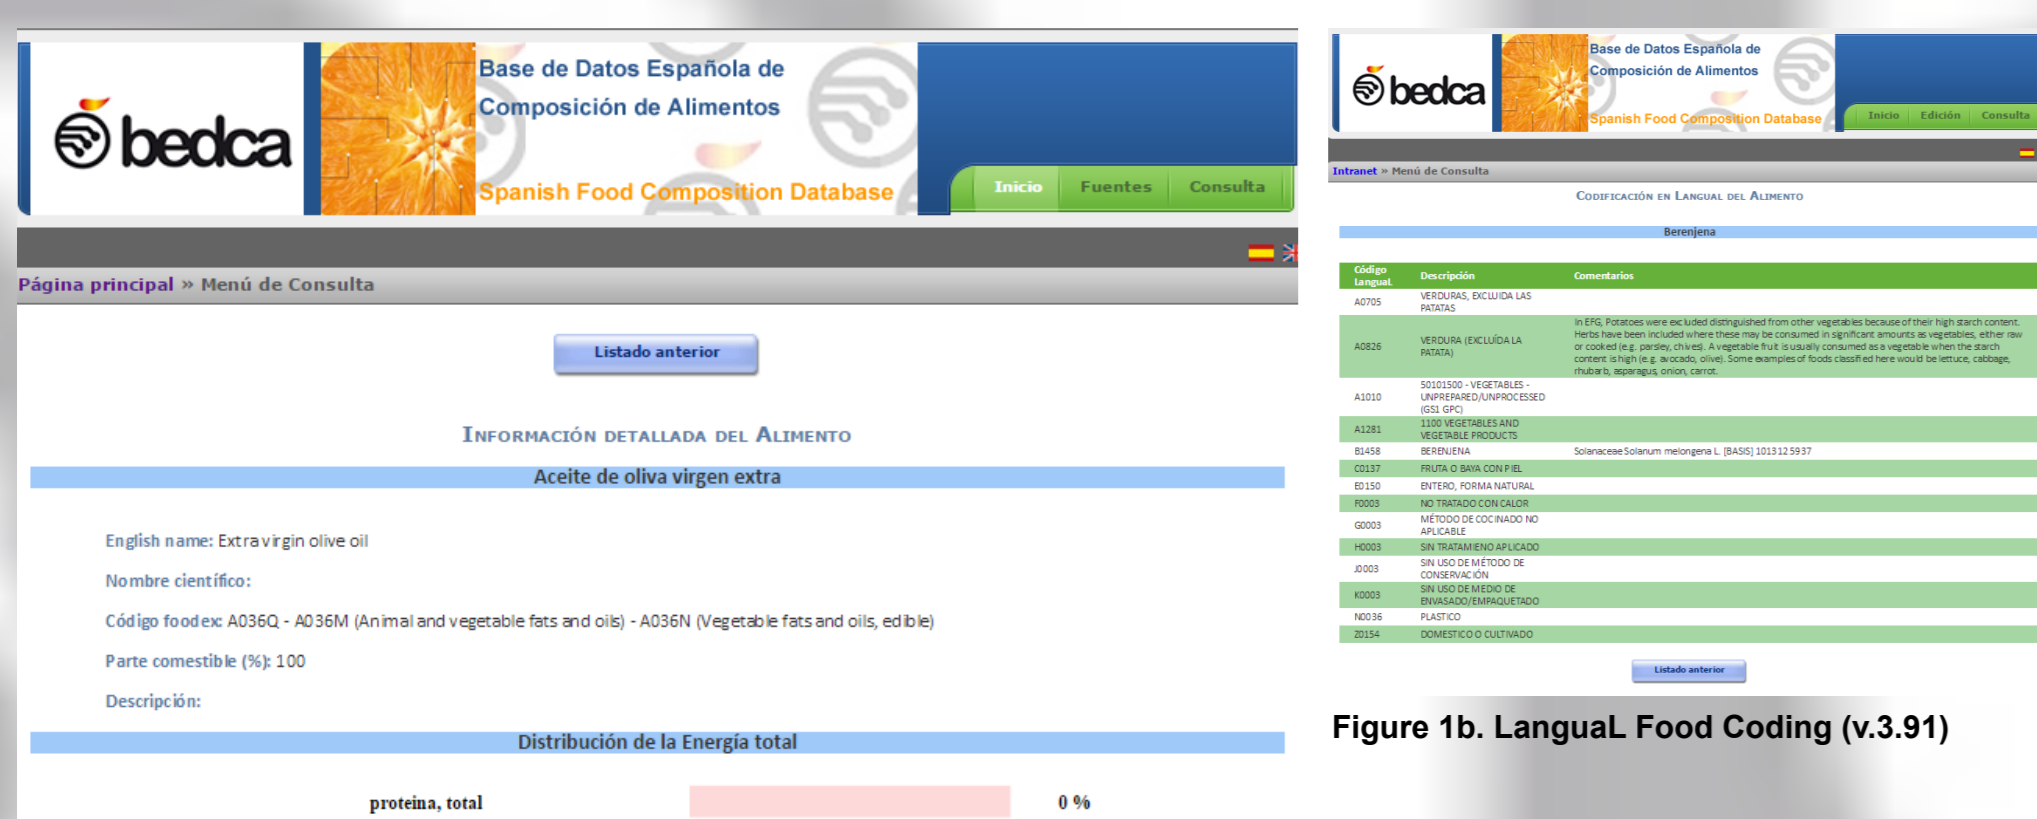 bedca
Base de Datos Española de
Composición de Alimentos
Spanish Food Composition Database
Inicio Fuentes Consulta
Página principal » Menú de Consulta
Listado anterior
INFORMACIÓN DETALLADA DEL ALIMENTO
Aceite de oliva virgen extra
English name: Extra virgin olive oil
Nombre científico:
Código foodex: A036Q - A036M (Animal and vegetable fats and oils) - A036N (Vegetable fats and oils, edible)
Parte comestible (%): 100
Descripción:
Distribución de la Energía total
proteina, total 0 %
bedca
Base de Datos Española de
Composición de Alimentos
Spanish Food Composition Database
Inicio Edición Consulta
Intranet » Menú de Consulta
CODIFICACIÓN EN LANGUAL DEL ALIMENTO
Berenjena
Código
LanguaL
Descripción
Comentarios
A0705
VERDURAS, EXCLUIDA LAS
PATATAS
A0826
VERDURA (EXCLUÍDA LA
PATATA)
In EFG, Potatoes were excluded distinguished from other vegetables because of their high starch content.
Herbs have been included where these may be consumed in significant amounts as vegetables, either raw
or cooked (e.g. parsley, chives). A vegetable fruit is usually consumed as a vegetable when the starch
content is high (e.g. avocado, olive). Some examples of foods classified here would be lettuce, cabbage,
rhubarb, asparagus, onion, carrot.
A1010
50101500 - VEGETABLES -
UNPREPARED/UNPROCESSED
(GS1 GPC)
A1281
1100 VEGETABLES AND
VEGETABLE PRODUCTS
B1458 BERENJENA Solanaceae Solanum melongena L. [BASIS] 1013125937
C0137 FRUTA O BAYA CON PIEL
E0150 ENTERO, FORMA NATURAL
F0003 NO TRATADO CON CALOR
G0003
MÉTODO DE COCINADO NO
APLICABLE
H0003 SIN TRATAMIENO APLICADO
J0003
SIN USO DE MÉTODO DE
CONSERVACIÓN
K0003
SIN USO DE MEDIO DE
ENVASADO/EMPAQUETADO
N0036 PLASTICO
Z0154 DOMESTICO O CULTIVADO
Listado anterior
Figure 1b. LanguaL Food Coding (v.3.91)